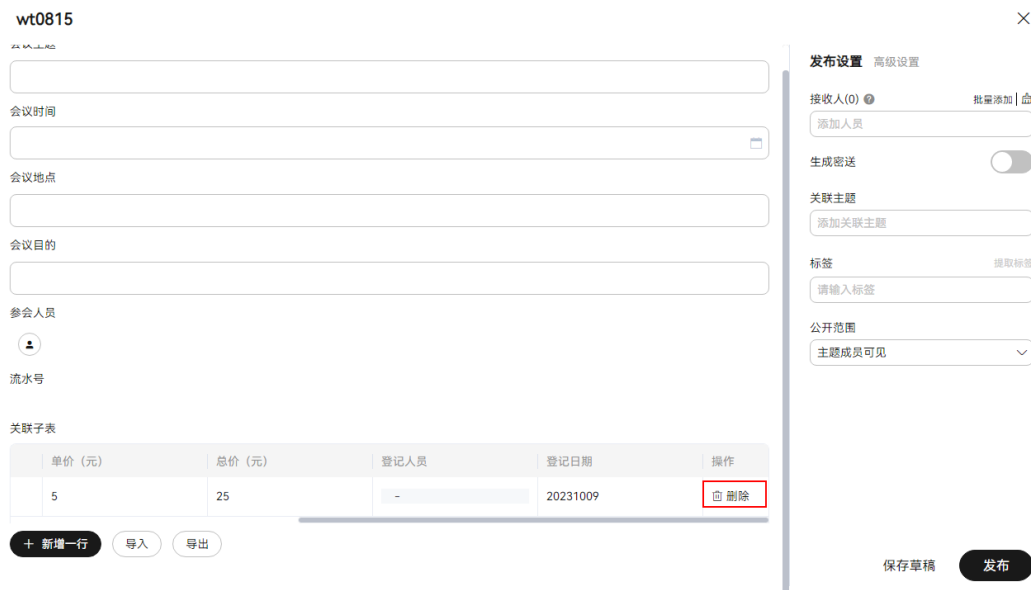 wt0815
会议主题
会议时间
会议地点
会议目的
参会人员
流水号
关联子表
单价（元） 总价（元） 登记人员 登记日期 操作
5 25 - 20231009 删除
新增一行 导入 导出
发布设置 高级设置
接收人(0) 批量添加
添加人员
生成密送
关联主题
添加关联主题
标签 提取标签
请输入标签
公开范围
主题成员可见
保存草稿 发布